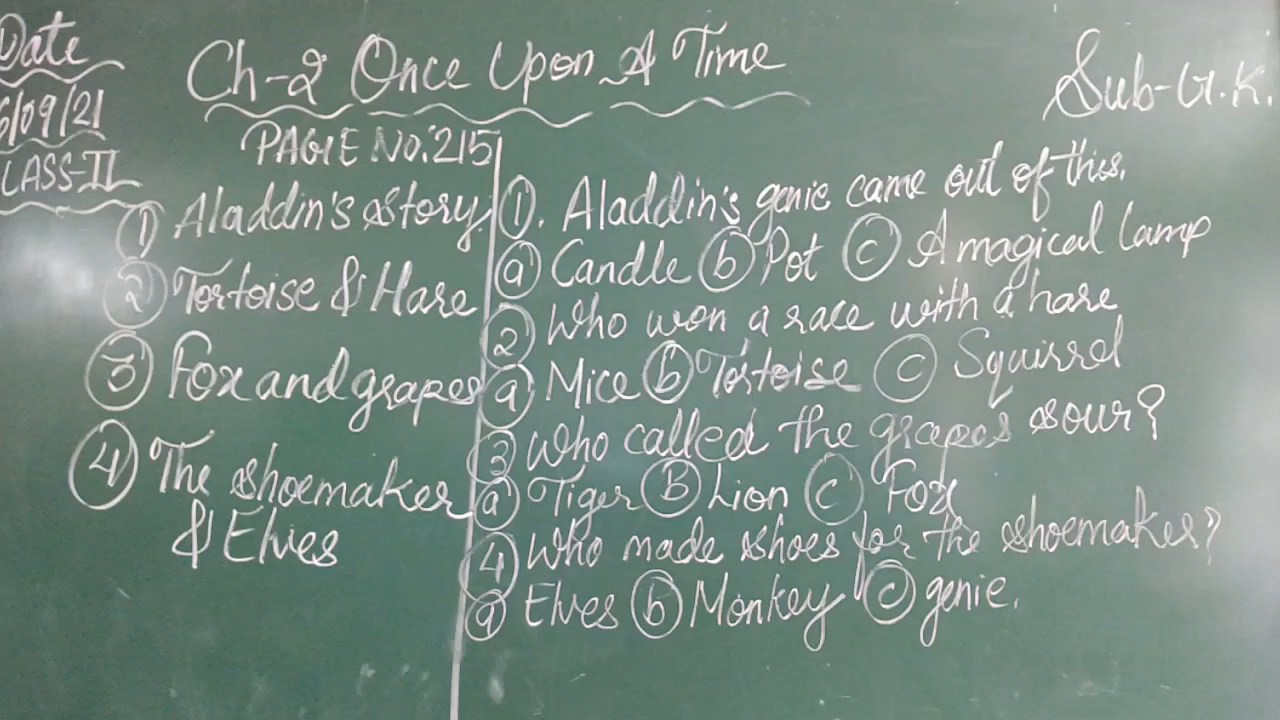 Date
6/09/21
CLASS-II
Ch-2 Once Upon A Time
Sub-G.K.
PAGE NO.215
① Aladdin's story.
② Tortoise & Hare
③ Fox and grapes
④ The shoemaker
& Elves
①. Aladdin's genie came out of this.
ⓐ Candle ⓑ Pot ⓒ A magical lamp
② Who won a race with a hare
ⓐ Mice ⓑ Tortoise ⓒ Squirrel
③ Who called the grapes sour?
ⓐ Tiger Ⓑ Lion ⓒ Fox
④ Who made shoes for the shoemaker?
ⓐ Elves ⓑ Monkey ⓒ genie.